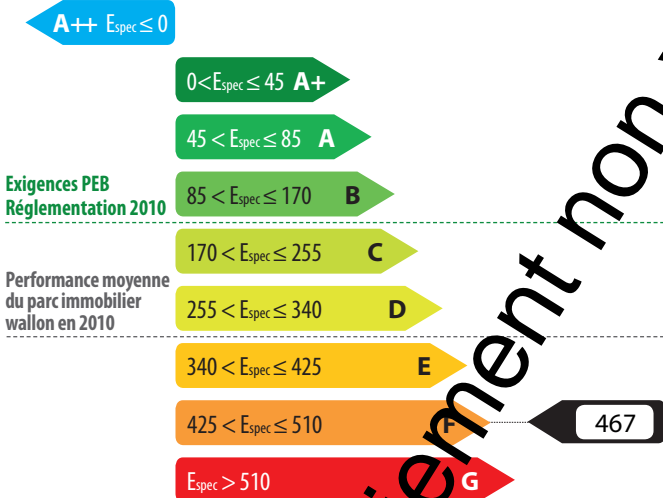 A++ Espec ≤ 0
0<Espec ≤ 45 A+
45 < Espec ≤ 85 A
Exigences PEB
Réglementation 2010
85 < Espec ≤ 170 B
170 < Espec ≤ 255 C
Performance moyenne
du parc immobilier
wallon en 2010
255 < Espec ≤ 340 D
340 < Espec ≤ 425 E
425 < Espec ≤ 510 F
467
Espec > 510 G
ement non